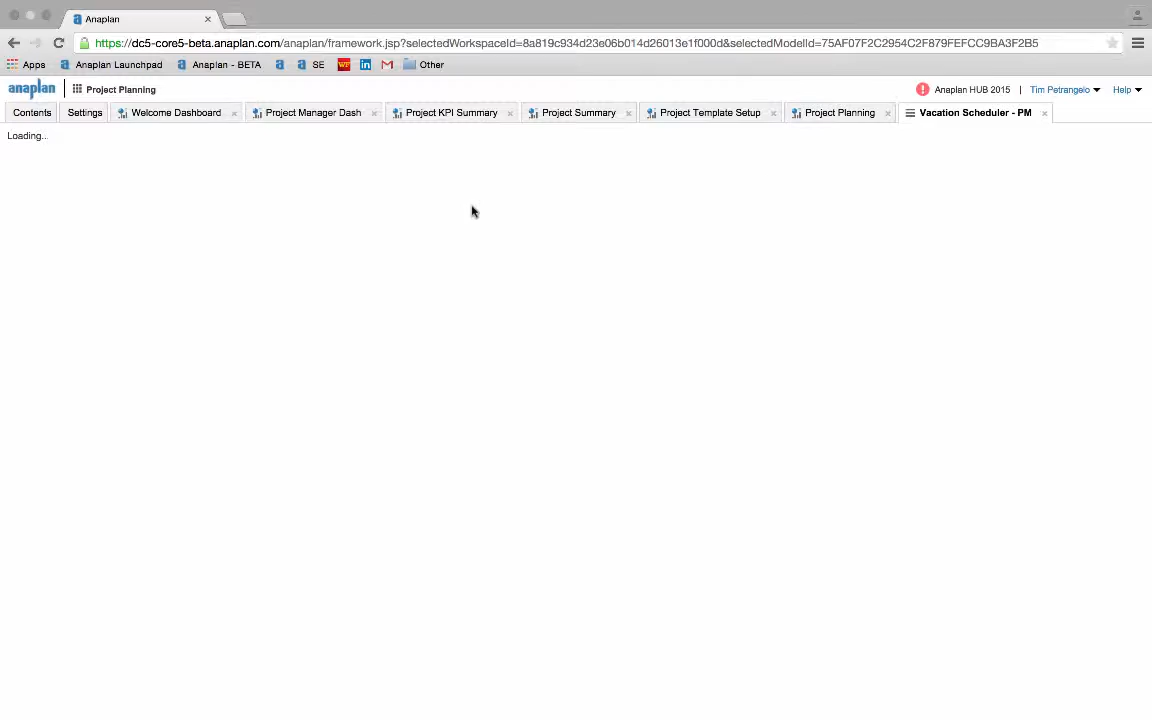 Anaplan
https://dc5-core5-beta.anaplan.com/anaplan/framework.jsp?selectedWorkspaceId=8a819c934d23e06b014d26013e1f000d&selectedModelId=75AF07F2C2954C2F879FEFCC9BA3F2B5
Apps Anaplan Launchpad Anaplan - BETA SE WF in Other
anaplan Project Planning Anaplan HUB 2015 | Tim Petrangelo Help
Contents Settings Welcome Dashboard Project Manager Dash Project KPI Summary Project Summary Project Template Setup Project Planning Vacation Scheduler - PM
Loading...